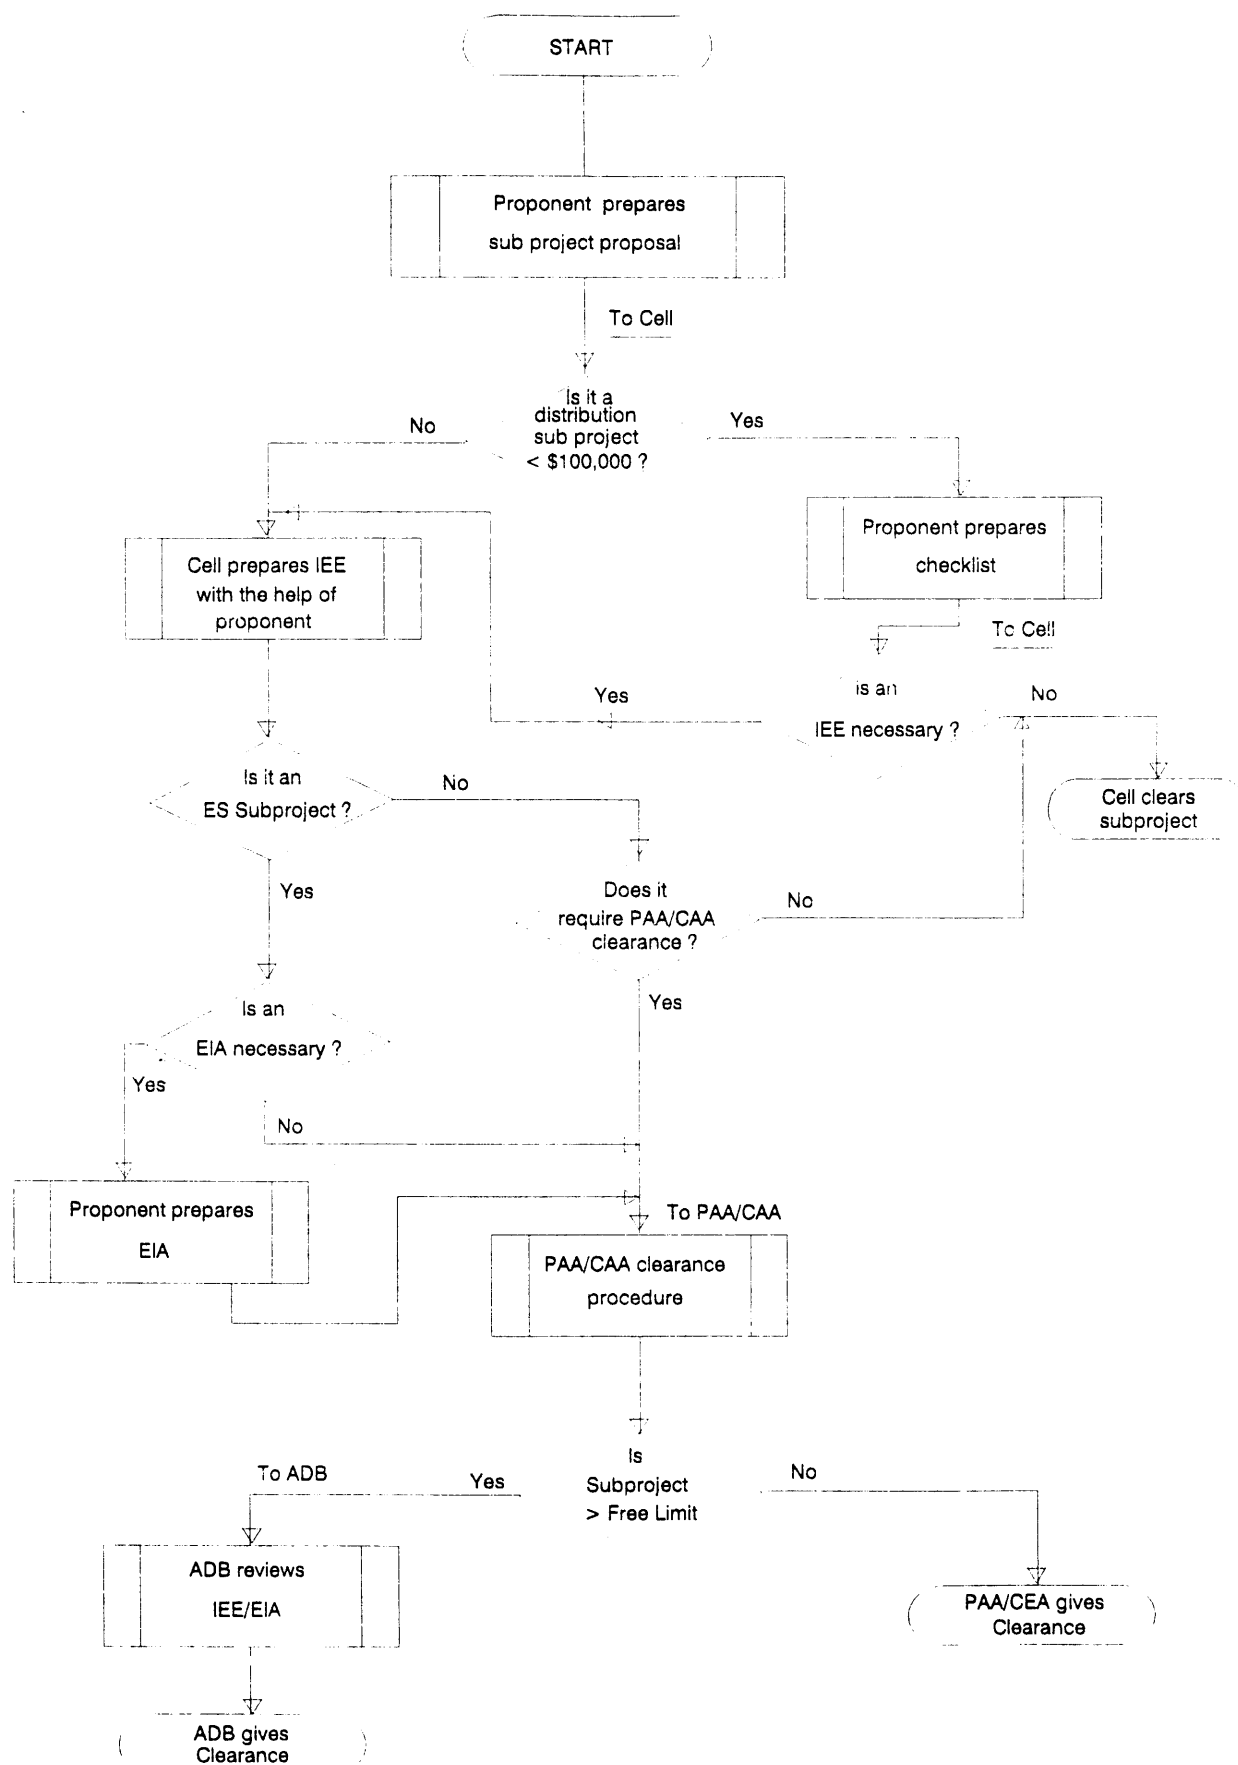 START
Proponent prepares
sub project proposal
To Cell
Is it a
distribution
sub project
< $100,000 ?
No
Yes
Proponent prepares
checklist
Cell prepares IEE
with the help of
proponent
To Cell
is an
IEE necessary ?
Yes
No
Is it an
ES Subproject ?
No
Cell clears
subproject
Yes
Does it
require PAA/CAA
clearance ?
No
Yes
Is an
EIA necessary ?
Yes
No
Proponent prepares
EIA
To PAA/CAA
PAA/CAA clearance
procedure
Is
Subproject
> Free Limit
To ADB
Yes
No
ADB reviews
IEE/EIA
PAA/CEA gives
Clearance
ADB gives
Clearance